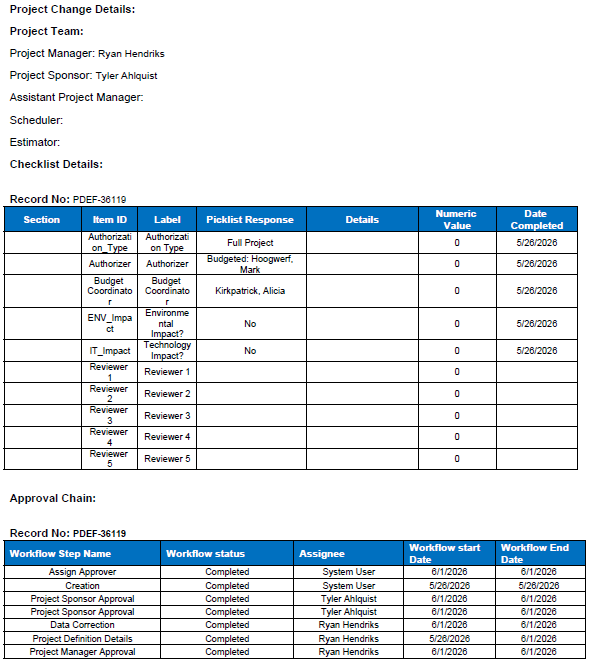 Project Change Details:
Project Team:
Project Manager: Ryan Hendriks
Project Sponsor: Tyler Ahlquist
Assistant Project Manager:
Scheduler:
Estimator:
Checklist Details:
Record No: PDEF-36119
Section Item ID Label Picklist Response Details Numeric Value Date Completed
Authorizati on_Type Authorizati on Type Full Project 0 5/26/2026
Authorizer Authorizer Budgeted: Hoogwerf, Mark 0 5/26/2026
Budget Coordinato r Budget Coordinato r Kirkpatrick, Alicia 0 5/26/2026
ENV_Impa ct Environme ntal Impact? No 0 5/26/2026
IT_Impact Technology Impact? No 0 5/26/2026
Reviewer 1 Reviewer 1 0
Reviewer 2 Reviewer 2 0
Reviewer 3 Reviewer 3 0
Reviewer 4 Reviewer 4 0
Reviewer 5 Reviewer 5 0
Approval Chain:
Record No: PDEF-36119
Workflow Step Name Workflow status Assignee Workflow start Date Workflow End Date
Assign Approver Completed System User 6/1/2026 6/1/2026
Creation Completed System User 5/26/2026 5/26/2026
Project Sponsor Approval Completed Tyler Ahlquist 6/1/2026 6/1/2026
Project Sponsor Approval Completed Tyler Ahlquist 6/1/2026 6/1/2026
Data Correction Completed Ryan Hendriks 6/1/2026 6/1/2026
Project Definition Details Completed Ryan Hendriks 5/26/2026 6/1/2026
Project Manager Approval Completed Ryan Hendriks 6/1/2026 6/1/2026